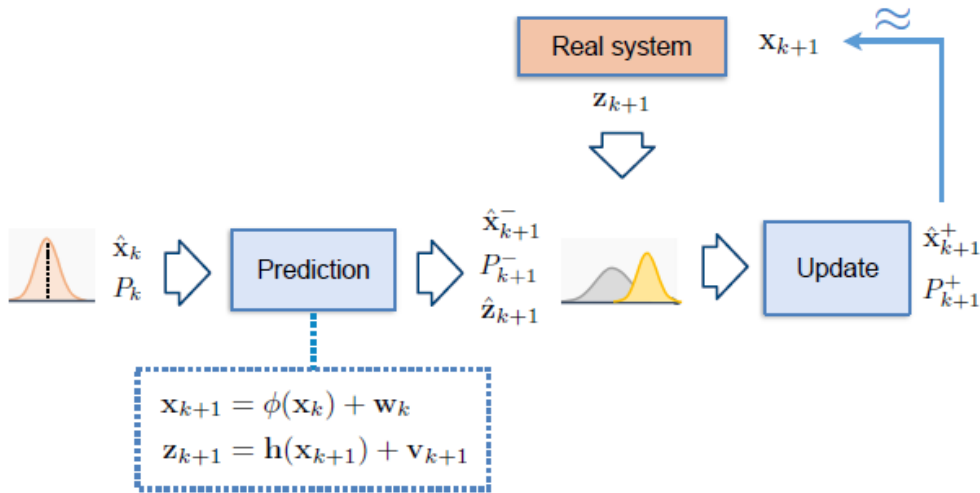 Real system
x_{k+1}
≈
z_{k+1}
x̂_k
P_k
Prediction
x̂⁻_{k+1}
P⁻_{k+1}
ẑ_{k+1}
Update
x̂⁺_{k+1}
P⁺_{k+1}
x_{k+1} = ϕ(x_k) + w_k
z_{k+1} = h(x_{k+1}) + v_{k+1}